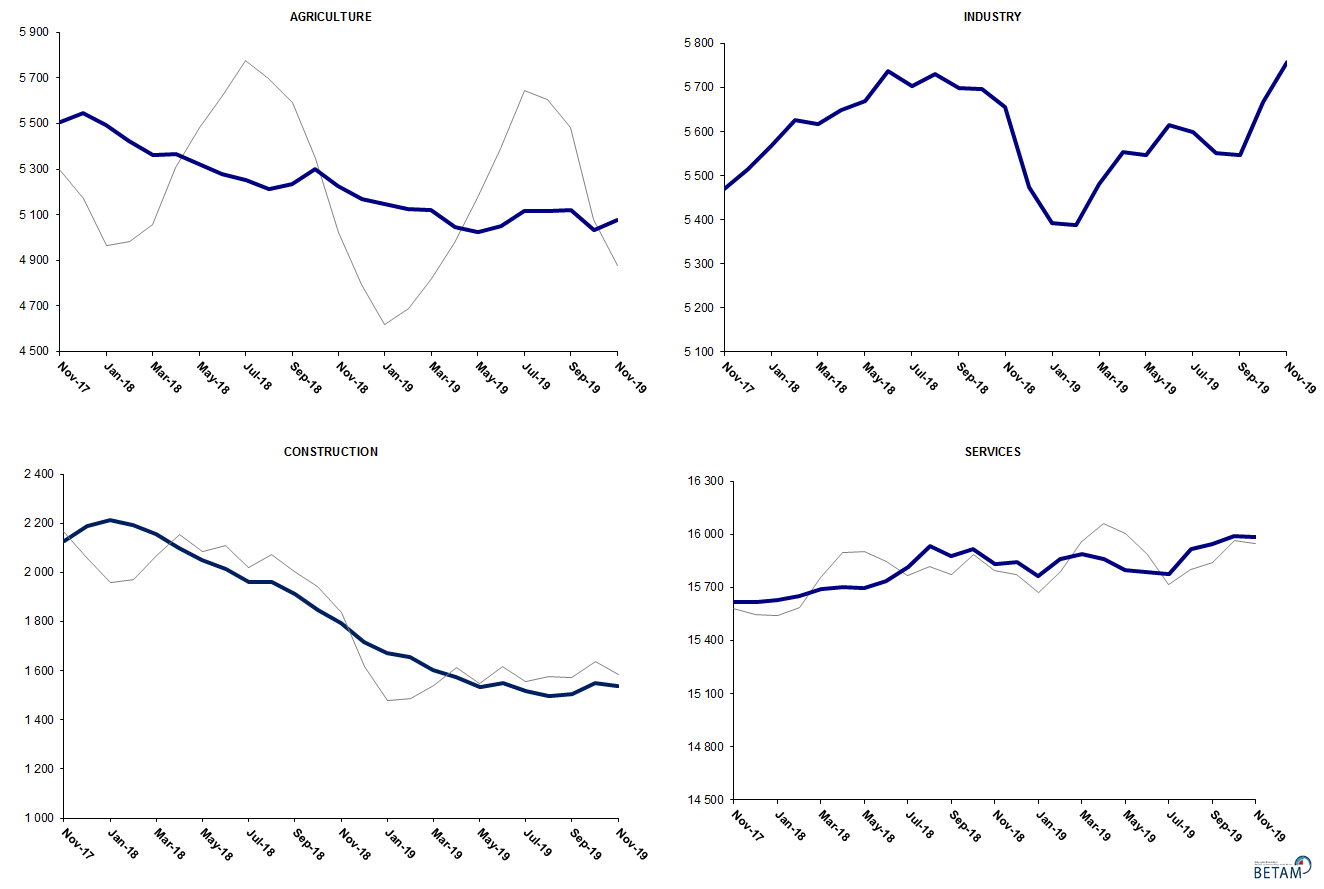 AGRICULTURE
5 900
5 700
5 500
5 300
5 100
4 900
4 700
4 500
Nov-17
Jan-18
Mar-18
May-18
Jul-18
Sep-18
Nov-18
Jan-19
Mar-19
May-19
Jul-19
Sep-19
Nov-19
INDUSTRY
5 800
5 700
5 600
5 500
5 400
5 300
5 200
5 100
Nov-17
Jan-18
Mar-18
May-18
Jul-18
Sep-18
Nov-18
Jan-19
Mar-19
May-19
Jul-19
Sep-19
Nov-19
CONSTRUCTION
2 400
2 200
2 000
1 800
1 600
1 400
1 200
1 000
Nov-17
Jan-18
Mar-18
May-18
Jul-18
Sep-18
Nov-18
Jan-19
Mar-19
May-19
Jul-19
Sep-19
Nov-19
SERVICES
16 300
16 000
15 700
15 400
15 100
14 800
14 500
Nov-17
Jan-18
Mar-18
May-18
Jul-18
Sep-18
Nov-18
Jan-19
Mar-19
May-19
Jul-19
Sep-19
Nov-19
BETAM